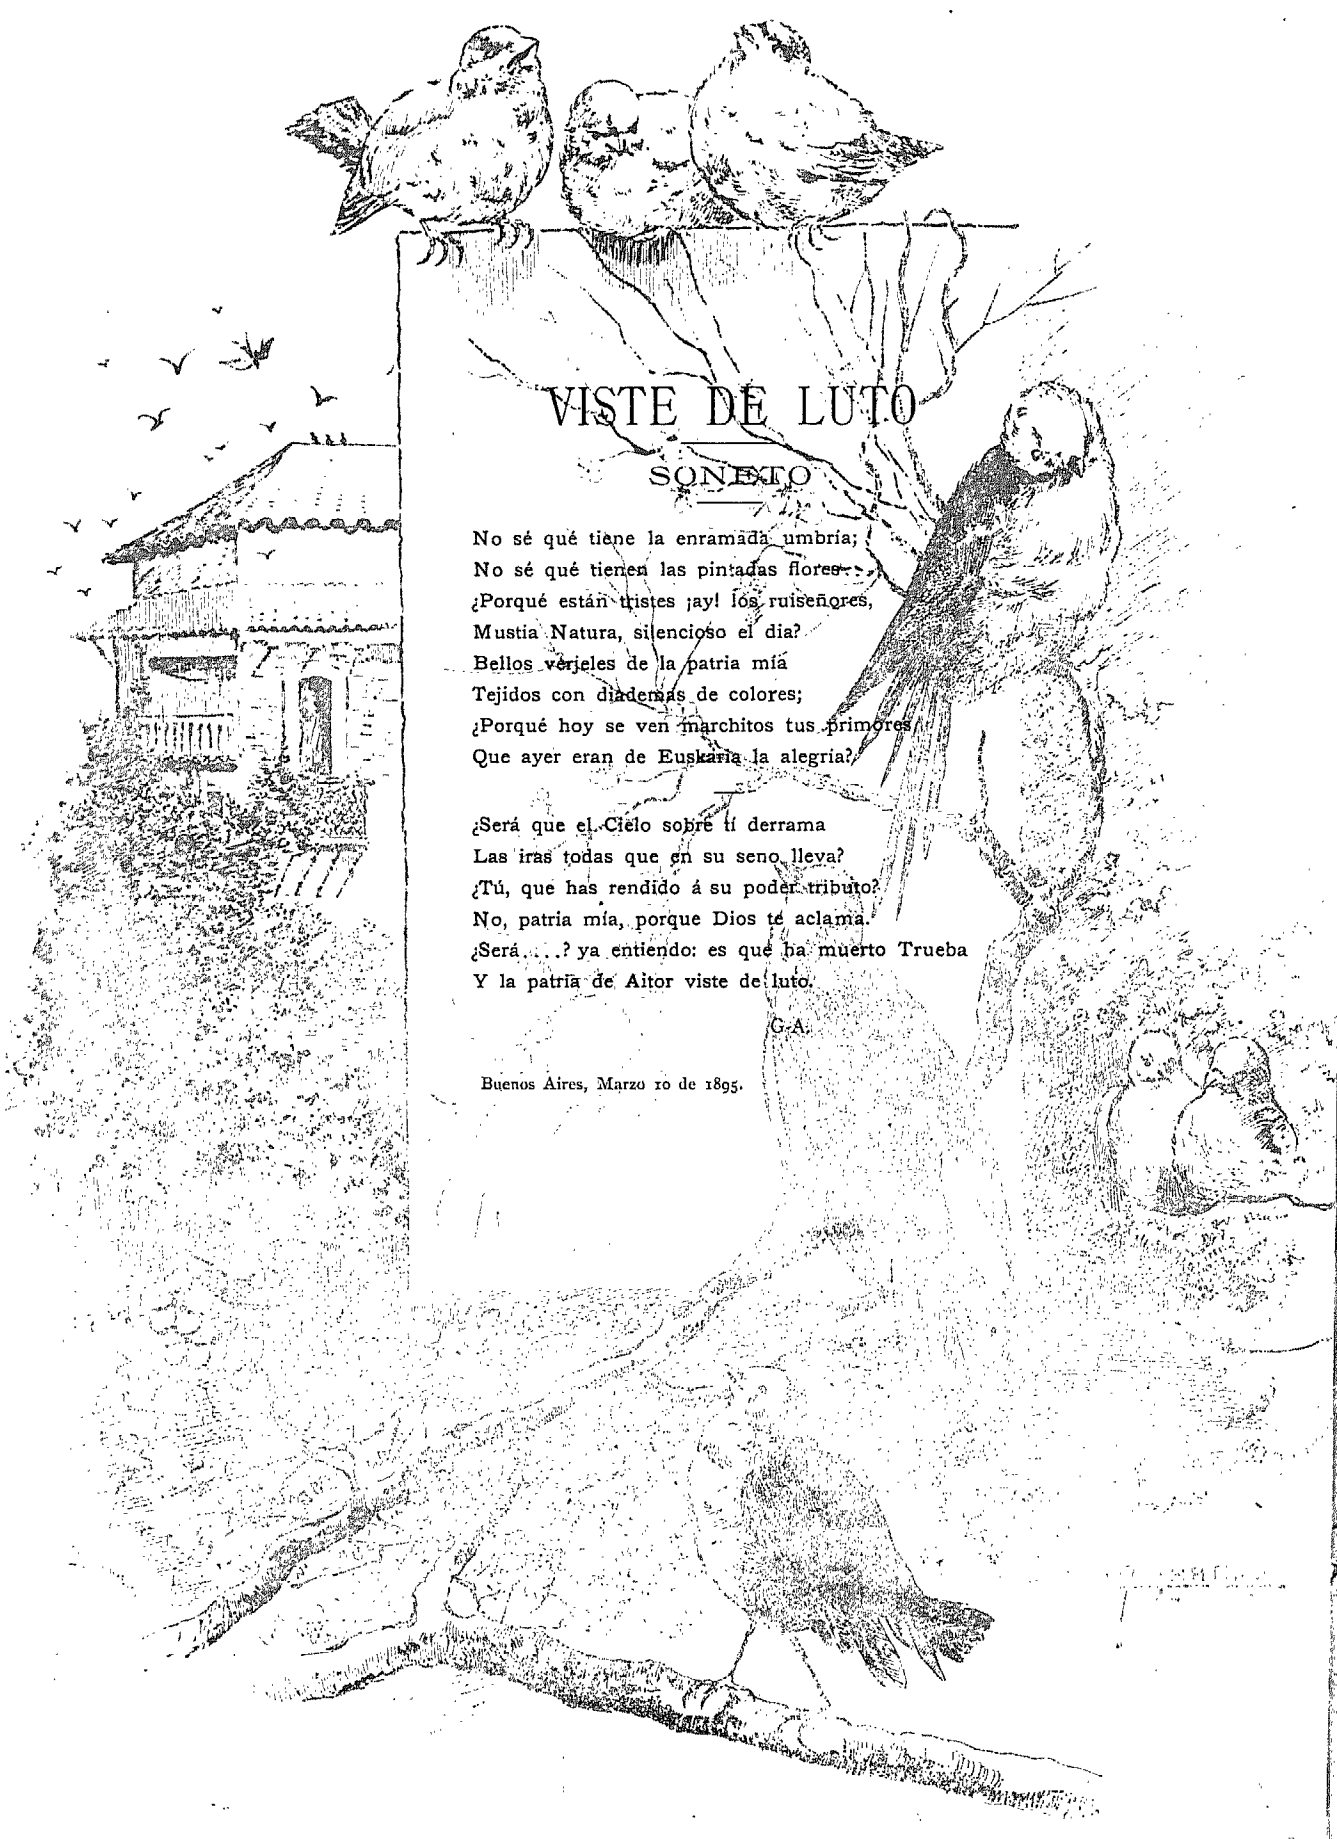 VISTE DE LUTO
SONETO
No sé qué tiene la enramada umbría;
No sé qué tienen las pintadas flores...
¿Porqué están tristes ¡ay! los ruiseñores,
Mustia Natura, silencioso el dia?
Bellos verjeles de la patria mía
Tejidos con diademas de colores;
¿Porqué hoy se ven marchitos tus primores
Que ayer eran de Euskaria la alegria?
¿Será que el Cielo sobre tí derrama
Las iras todas que en su seno lleva?
¿Tú, que has rendido á su poder tributo?
No, patria mía, porque Dios te aclama.
¿Será....? ya entiendo: es que ha muerto Trueba
Y la patria de Aitor viste de luto.
G. A.
Buenos Aires, Marzo 10 de 1895.